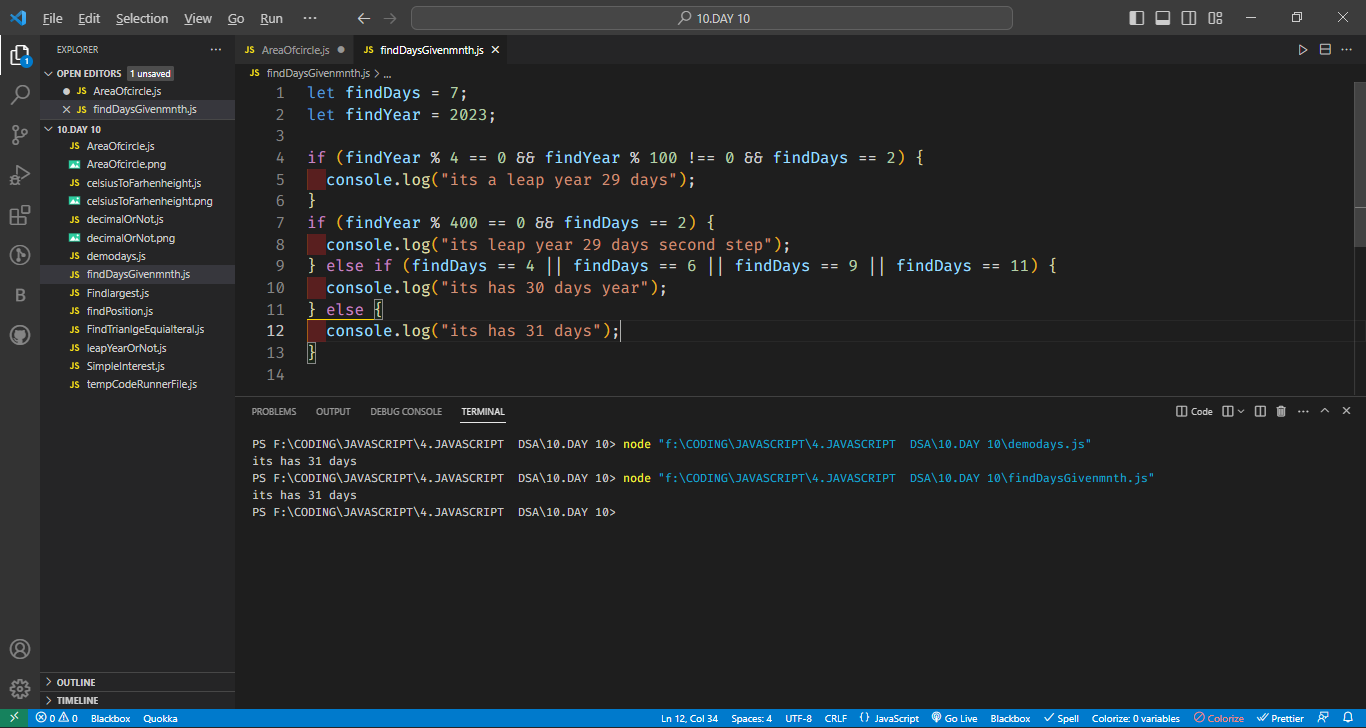 File Edit Selection View Go Run ··· 10.DAY 10
EXPLORER ···
OPEN EDITORS 1 unsaved
JS AreaOfcircle.js
JS findDaysGivenmnth.js
10.DAY 10
JS AreaOfcircle.js
AreaOfcircle.png
JS celsiusToFarhenheight.js
celsiusToFarhenheight.png
JS decimalOrNot.js
decimalOrNot.png
JS demodays.js
JS findDaysGivenmnth.js
JS Findlargest.js
JS findPosition.js
JS FindTrianlgeEquialteral.js
JS leapYearOrNot.js
JS SimpleInterest.js
JS tempCodeRunnerFile.js
OUTLINE
TIMELINE
JS AreaOfcircle.js JS findDaysGivenmnth.js
JS findDaysGivenmnth.js > ...
1 let findDays = 7;
2 let findYear = 2023;
3
4 if (findYear % 4 == 0 && findYear % 100 !== 0 && findDays == 2) {
5 console.log("its a leap year 29 days");
6 }
7 if (findYear % 400 == 0 && findDays == 2) {
8 console.log("its leap year 29 days second step");
9 } else if (findDays == 4 || findDays == 6 || findDays == 9 || findDays == 11) {
10 console.log("its has 30 days year");
11 } else {
12 console.log("its has 31 days");
13 }
14
PROBLEMS OUTPUT DEBUG CONSOLE TERMINAL Code
PS F:\CODING\JAVASCRIPT\4.JAVASCRIPT  DSA\10.DAY 10> node "f:\CODING\JAVASCRIPT\4.JAVASCRIPT  DSA\10.DAY 10\demodays.js"
its has 31 days
PS F:\CODING\JAVASCRIPT\4.JAVASCRIPT  DSA\10.DAY 10> node "f:\CODING\JAVASCRIPT\4.JAVASCRIPT  DSA\10.DAY 10\findDaysGivenmnth.js"
its has 31 days
PS F:\CODING\JAVASCRIPT\4.JAVASCRIPT  DSA\10.DAY 10>
0 0 Blackbox Quokka Ln 12, Col 34 Spaces: 4 UTF-8 CRLF {} JavaScript Go Live Blackbox Spell Colorize: 0 variables Colorize Prettier